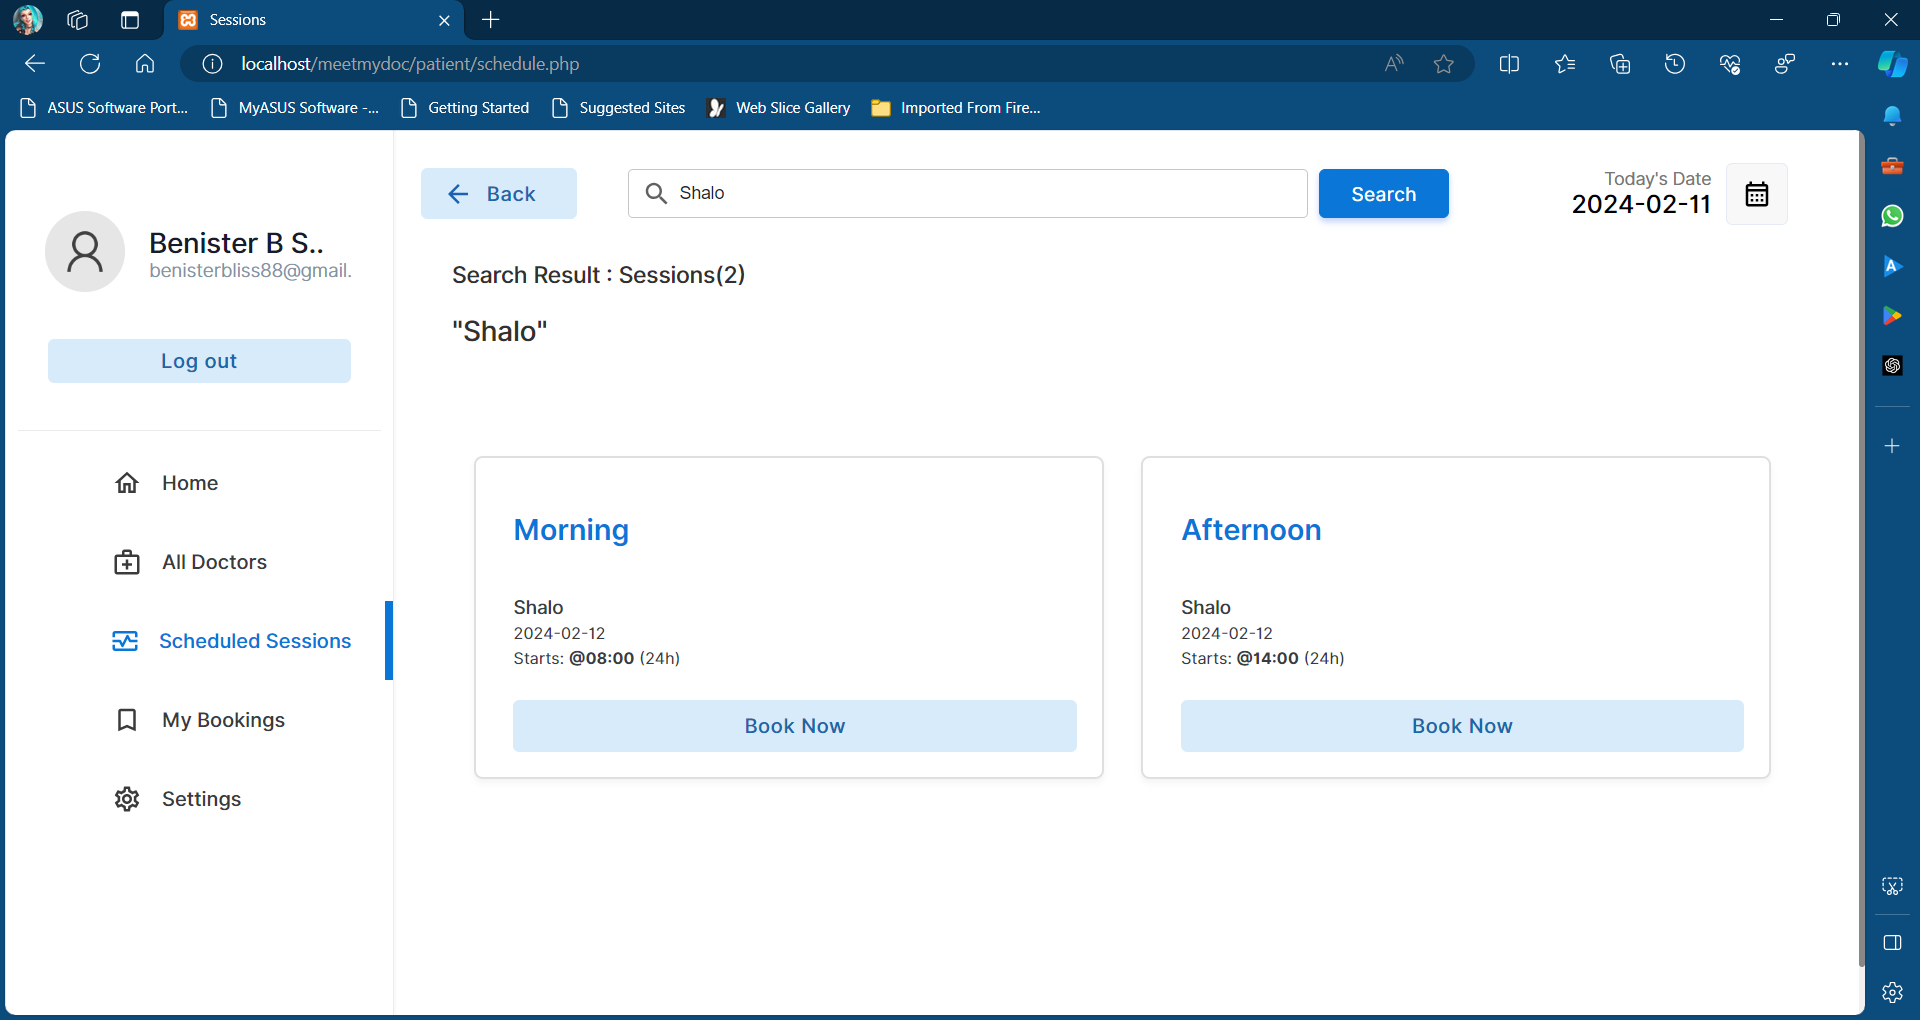 Sessions
localhost/meetmydoc/patient/schedule.php
ASUS Software Port...
MyASUS Software -...
Getting Started
Suggested Sites
Web Slice Gallery
Imported From Fire...
Benister B S..
benisterbliss88@gmail.
Log out
Home
All Doctors
Scheduled Sessions
My Bookings
Settings
Back
Shalo
Search
Today's Date
2024-02-11
Search Result : Sessions(2)
"Shalo"
Morning
Shalo
2024-02-12
Starts: @08:00 (24h)
Book Now
Afternoon
Shalo
2024-02-12
Starts: @14:00 (24h)
Book Now